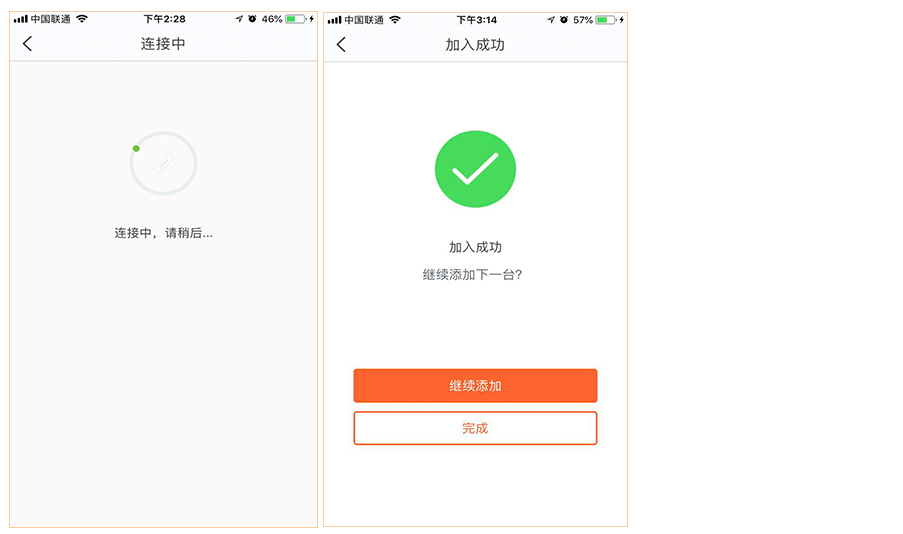 中国联通 下午2:28 46%
连接中
连接中，请稍后...
中国联通 下午3:14 57%
加入成功
加入成功
继续添加下一台？
继续添加
完成